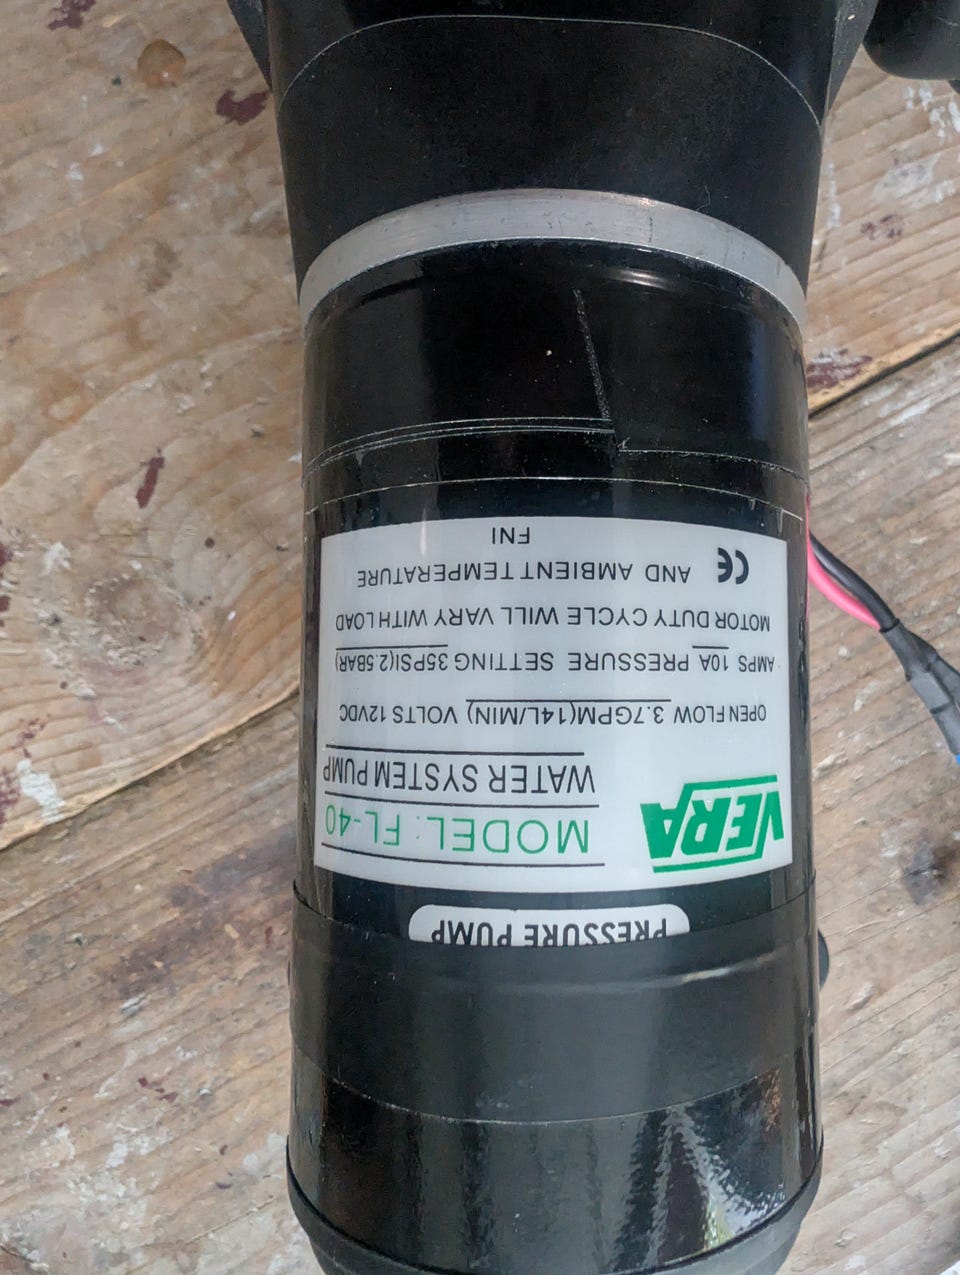 PRESSURE PUMP
VERA
MODEL: FL-40
WATER SYSTEM PUMP
OPEN FLOW 3.7GPM(14L/MIN) VOLTS 12VDC
AMPS 10A PRESSURE SETTING 35PSI(2.5BAR)
MOTOR DUTY CYCLE WILL VARY WITH LOAD
CE AND AMBIENT TEMPERATURE
FNI